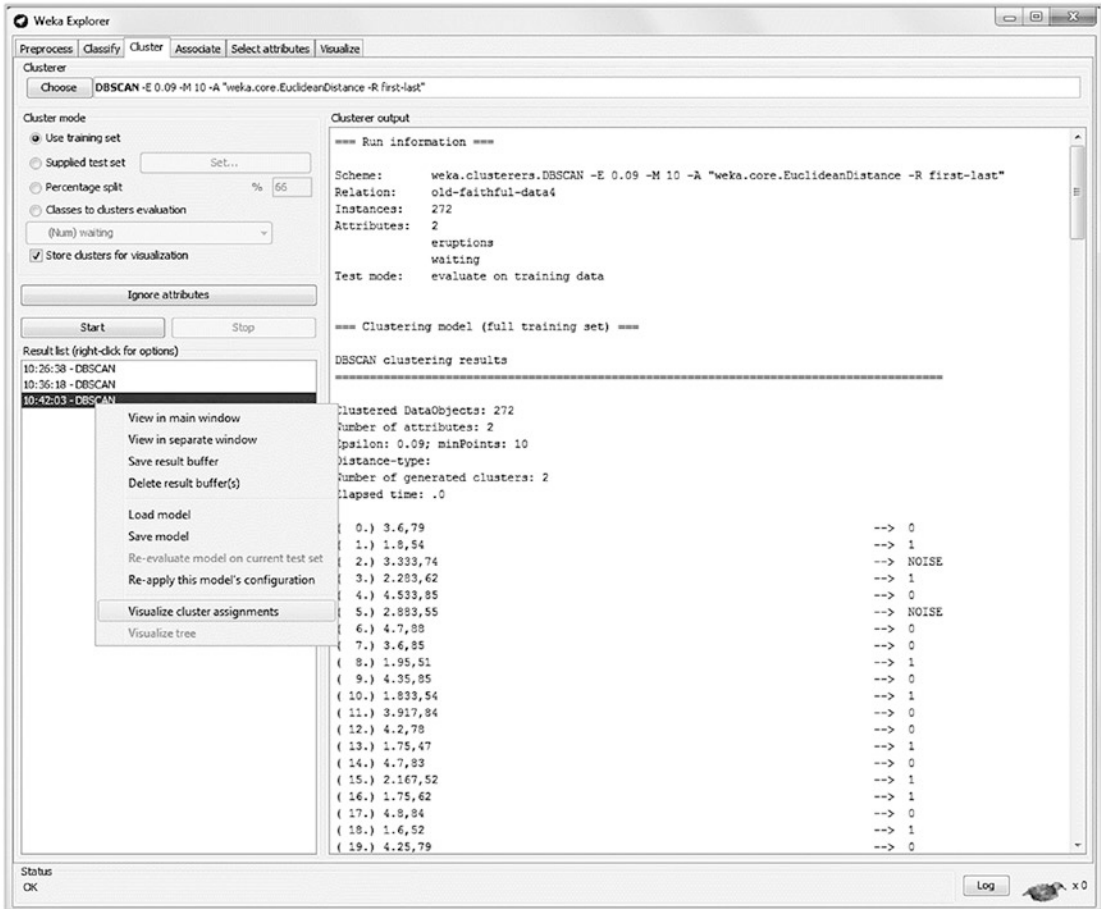 Weka Explorer
Preprocess Classify Cluster Associate Select attributes Visualize
Clusterer
Choose DBSCAN -E 0.09 -M 10 -A "weka.core.EuclideanDistance -R first-last"
Cluster mode
Use training set
Supplied test set Set...
Percentage split % 66
Classes to clusters evaluation
(Num) waiting
Store clusters for visualization
Ignore attributes
Start Stop
Result list (right-click for options)
10:26:38 - DBSCAN
10:36:18 - DBSCAN
10:42:03 - DBSCAN
View in main window
View in separate window
Save result buffer
Delete result buffer(s)
Load model
Save model
Re-evaluate model on current test set
Re-apply this model's configuration
Visualize cluster assignments
Visualize tree
Clusterer output
=== Run information ===
Scheme: weka.clusterers.DBSCAN -E 0.09 -M 10 -A "weka.core.EuclideanDistance -R first-last"
Relation: old-faithful-data4
Instances: 272
Attributes: 2
eruptions
waiting
Test mode: evaluate on training data
=== Clustering model (full training set) ===
DBSCAN clustering results
Clustered DataObjects: 272
Number of attributes: 2
Epsilon: 0.09; minPoints: 10
Distance-type:
Number of generated clusters: 2
Elapsed time: .0
( 0.) 3.6,79 --> 0
( 1.) 1.8,54 --> 1
( 2.) 3.333,74 --> NOISE
( 3.) 2.283,62 --> 1
( 4.) 4.533,85 --> 0
( 5.) 2.883,55 --> NOISE
( 6.) 4.7,88 --> 0
( 7.) 3.6,85 --> 0
( 8.) 1.95,51 --> 1
( 9.) 4.35,85 --> 0
( 10.) 1.833,54 --> 1
( 11.) 3.917,84 --> 0
( 12.) 4.2,78 --> 0
( 13.) 1.75,47 --> 1
( 14.) 4.7,83 --> 0
( 15.) 2.167,52 --> 1
( 16.) 1.75,62 --> 1
( 17.) 4.8,84 --> 0
( 18.) 1.6,52 --> 1
( 19.) 4.25,79 --> 0
Status
OK
Log x 0